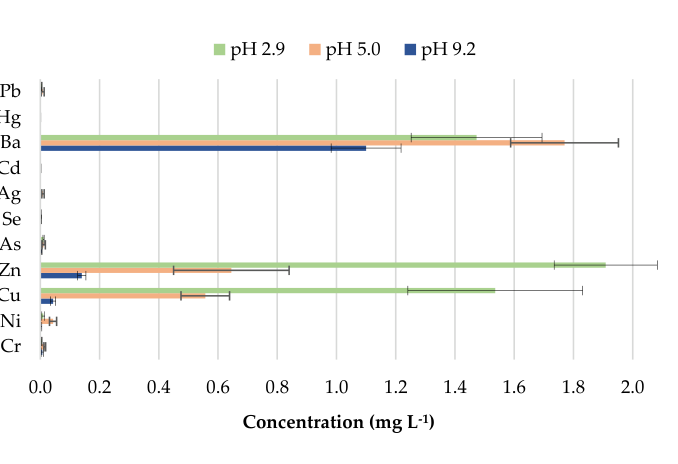 pH 2.9 pH 5.0 pH 9.2
Pb
Hg
Ba
Cd
Ag
Se
As
Zn
Cu
Ni
Cr
0.0 0.2 0.4 0.6 0.8 1.0 1.2 1.4 1.6 1.8 2.0
Concentration (mg L⁻¹)